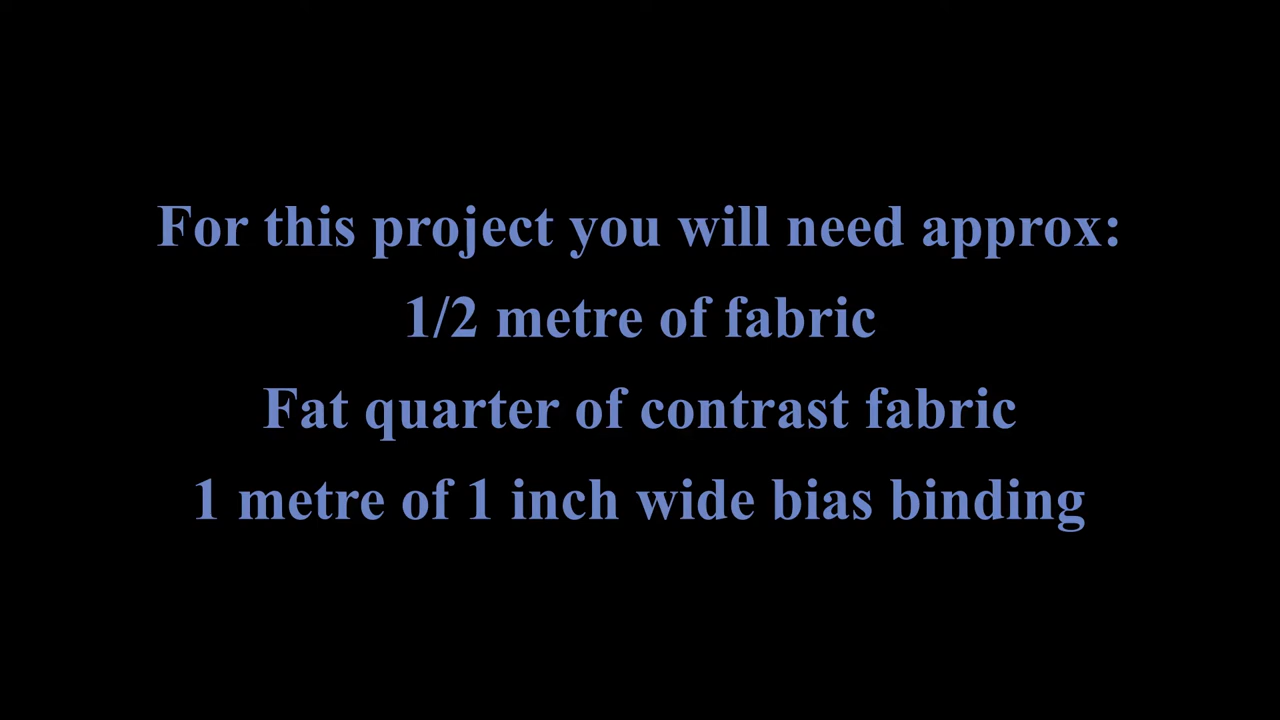 For this project you will need approx:
1/2 metre of fabric
Fat quarter of contrast fabric
1 metre of 1 inch wide bias binding